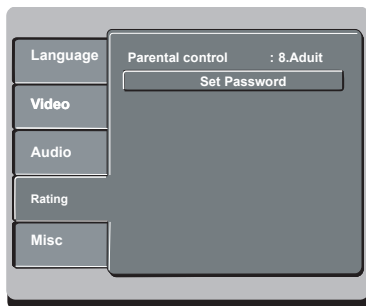 Language
Video
Audio
Rating
Misc
Parental control : 8.Aduit
Set Password